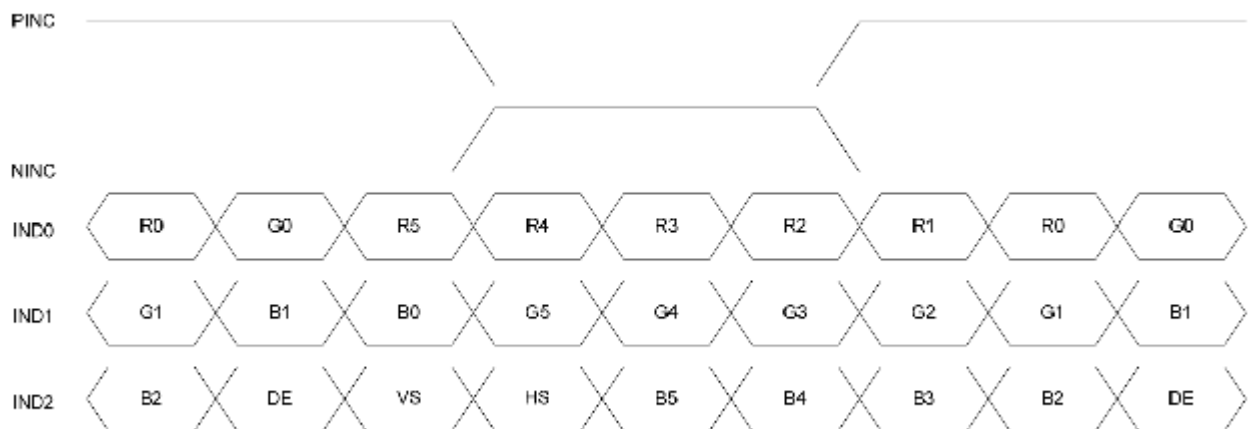 PINC
NINC
IND0 R0 G0 R5 R4 R3 R2 R1 R0 G0
IND1 G1 B1 B0 G5 G4 G3 G2 G1 B1
IND2 B2 DE VS HS B5 B4 B3 B2 DE